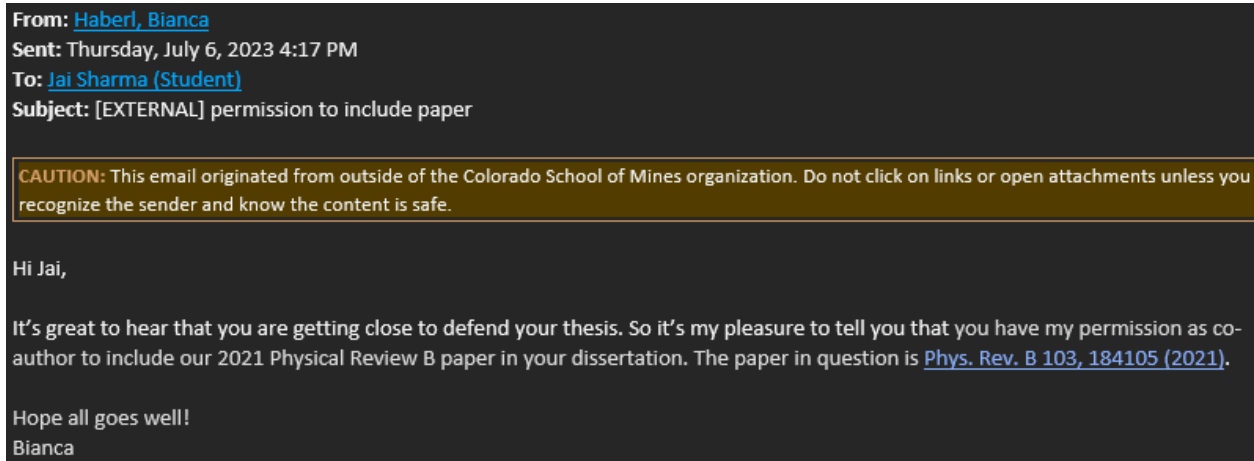 From: Haberl, Bianca
Sent: Thursday, July 6, 2023 4:17 PM
To: Jai Sharma (Student)
Subject: [EXTERNAL] permission to include paper
CAUTION: This email originated from outside of the Colorado School of Mines organization. Do not click on links or open attachments unless you
recognize the sender and know the content is safe.
Hi Jai,
It's great to hear that you are getting close to defend your thesis. So it's my pleasure to tell you that you have my permission as co-
author to include our 2021 Physical Review B paper in your dissertation. The paper in question is Phys. Rev. B 103, 184105 (2021).
Hope all goes well!
Bianca